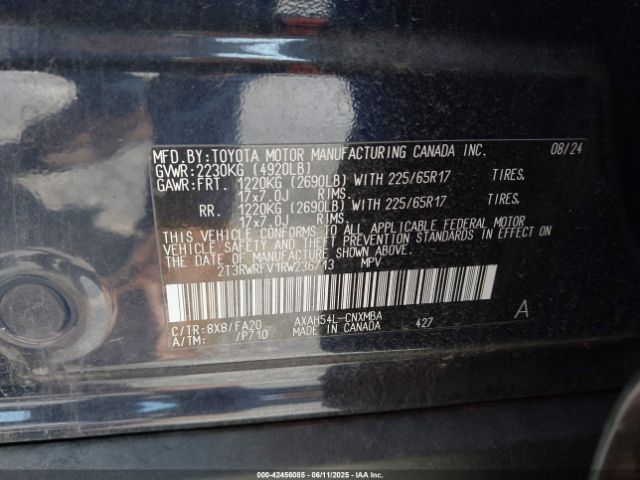 MFD.BY:TOYOTA MOTOR MANUFACTURING CANADA INC. 08/24
GVWR:2230KG (4920LB)
GAWR:FRT. 1220KG (2690LB) WITH 225/65R17 TIRES.
17x7.0J RIMS.
RR. 1220KG (2690LB) WITH 225/65R17 TIRES.
17x7.0J RIMS.
THIS VEHICLE CONFORMS TO ALL APPLICABLE FEDERAL MOTOR
VEHICLE SAFETY AND THEFT PREVENTION STANDARDS IN EFFECT ON
THE DATE OF MANUFACTURE SHOWN ABOVE.
2T3RWRFV1RW236713 MPV
C/TR:8X8/FA20 AXAH54L-CNXMBA 427 A
A/TM: /P710 MADE IN CANADA
000-42456085 - 06/11/2025 - IAAI.CA